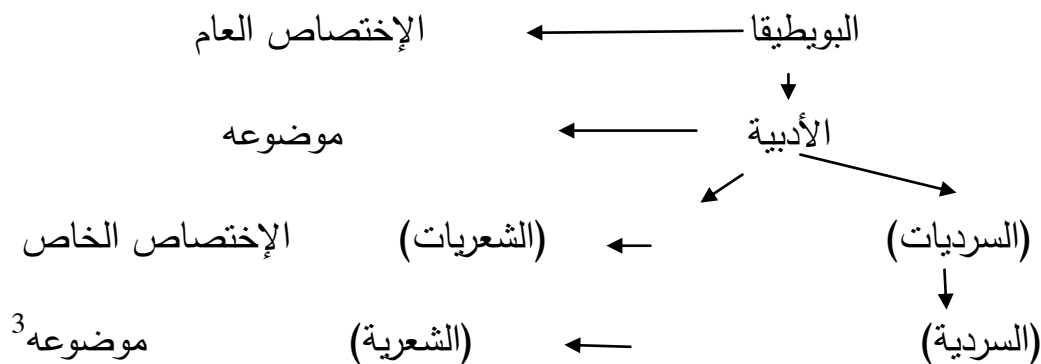 البويطيقا الإختصاص العام
الأدبية موضوعه
(السرديات) (الشعريات) الإختصاص الخاص
(السردية) (الشعرية) موضوعه3